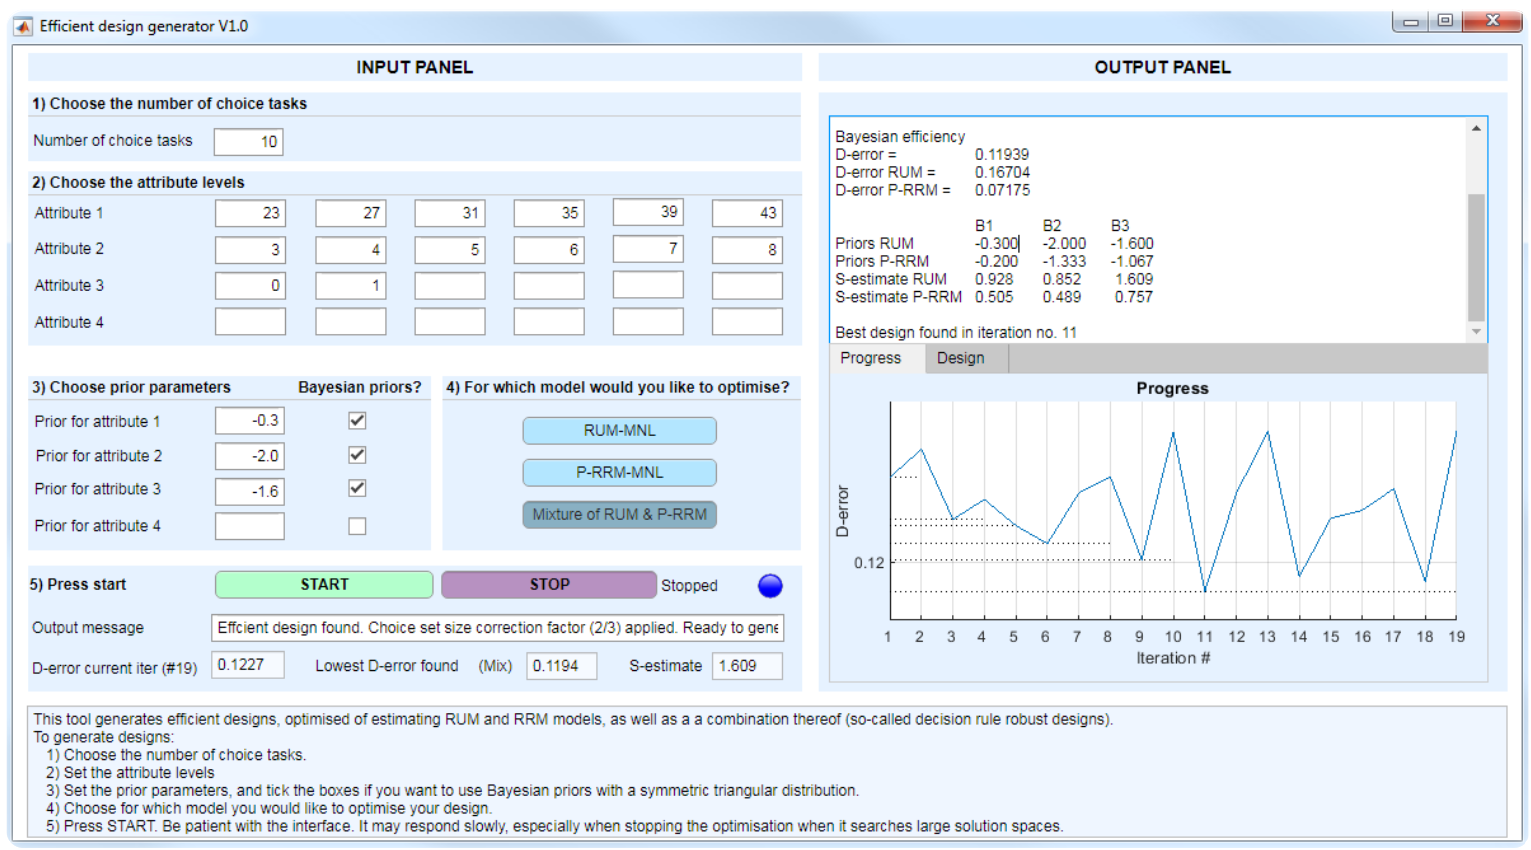 Efficient design generator V1.0
INPUT PANEL
1) Choose the number of choice tasks
Number of choice tasks 10
2) Choose the attribute levels
Attribute 1 23 27 31 35 39 43
Attribute 2 3 4 5 6 7 8
Attribute 3 0 1
Attribute 4
3) Choose prior parameters Bayesian priors?
Prior for attribute 1 -0.3
Prior for attribute 2 -2.0
Prior for attribute 3 -1.6
Prior for attribute 4
4) For which model would you like to optimise?
RUM-MNL
P-RRM-MNL
Mixture of RUM & P-RRM
5) Press start START STOP Stopped
Output message Effcient design found. Choice set size correction factor (2/3) applied. Ready to gene
D-error current iter (#19) 0.1227 Lowest D-error found (Mix) 0.1194 S-estimate 1.609
OUTPUT PANEL
Bayesian efficiency
D-error = 0.11939
D-error RUM = 0.16704
D-error P-RRM = 0.07175
B1 B2 B3
Priors RUM -0.300 -2.000 -1.600
Priors P-RRM -0.200 -1.333 -1.067
S-estimate RUM 0.928 0.852 1.609
S-estimate P-RRM 0.505 0.489 0.757
Best design found in iteration no. 11
Progress Design
Progress
D-error
0.12
1 2 3 4 5 6 7 8 9 10 11 12 13 14 15 16 17 18 19
Iteration #
This tool generates efficient designs, optimised of estimating RUM and RRM models, as well as a a combination thereof (so-called decision rule robust designs).
To generate designs:
1) Choose the number of choice tasks.
2) Set the attribute levels
3) Set the prior parameters, and tick the boxes if you want to use Bayesian priors with a symmetric triangular distribution.
4) Choose for which model you would like to optimise your design.
5) Press START. Be patient with the interface. It may respond slowly, especially when stopping the optimisation when it searches large solution spaces.